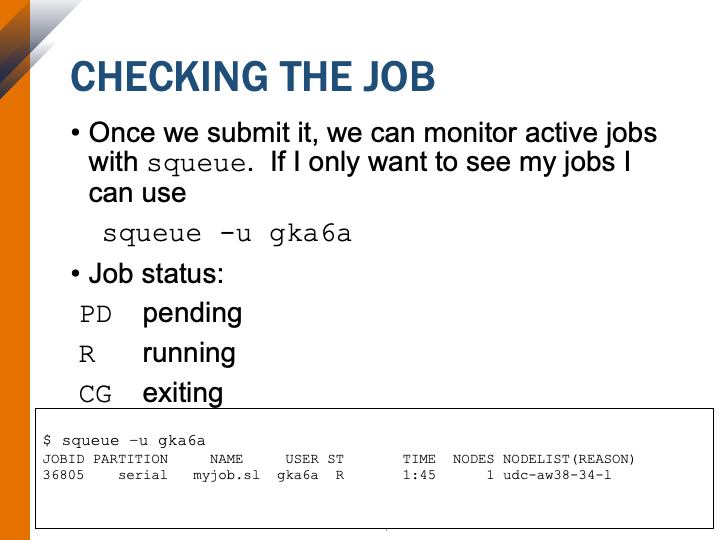 CHECKING THE JOB
• Once we submit it, we can monitor active jobs
with squeue. If I only want to see my jobs I
can use
squeue -u gka6a
• Job status:
PD pending
R running
CG exiting
$ squeue –u gka6a
JOBID PARTITION NAME USER ST TIME NODES NODELIST(REASON)
36805 serial myjob.sl gka6a R 1:45 1 udc-aw38-34-l